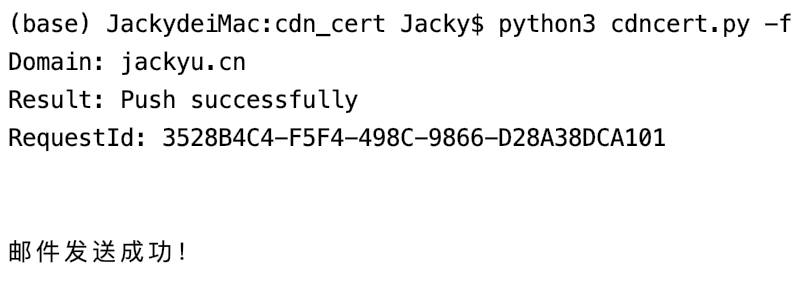 (base) JackydeiMac:cdn_cert Jacky$ python3 cdncert.py -f
Domain: jackyu.cn
Result: Push successfully
RequestId: 3528B4C4-F5F4-498C-9866-D28A38DCA101
邮件发送成功！